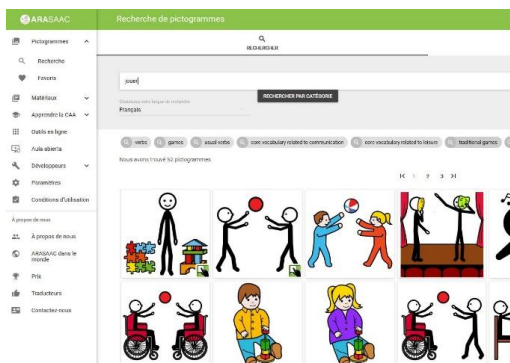 ARASAAC
Recherche de pictogrammes
Pictogrammes
Recherche
Favoris
Matériaux
Apprendre la CAA
Outils en ligne
Aula abierta
Développeurs
Paramètres
Conditions d'utilisation
À propos de nous
À propos de nous
ARASAAC dans le
monde
Prix
Traducteurs
Contactez-nous
RECHERCHER
jouer
RECHERCHER PAR CATÉGORIE
Français
verbs
games
usual verbs
core vocabulary related to communication
core vocabulary related to leisure
traditional games
Nous avons trouvé 52 pictogrammes
1 2 3